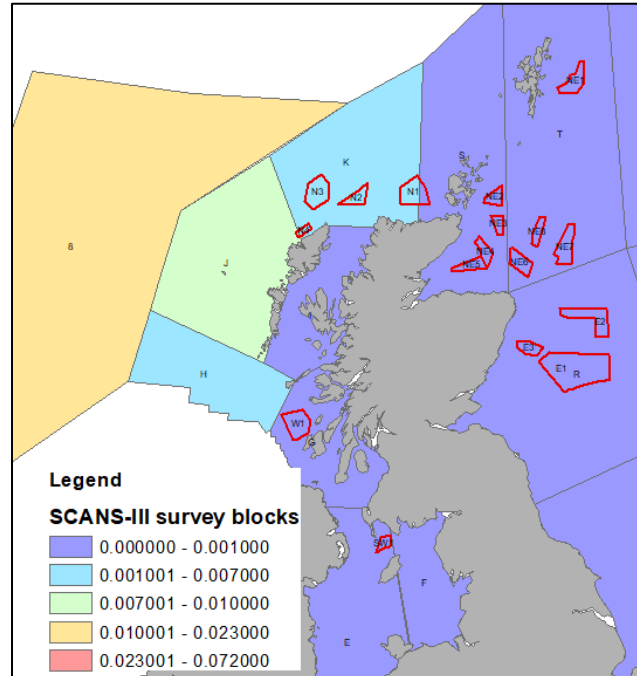 NE1
T
K
S
N3
N2
N1
NE2
NE3
NE8
NE4
NE7
8
J
NE5
NE6
E2
E3
H
E1
R
W1
G
Legend
SCANS-III survey blocks
0.000000 - 0.001000
0.001001 - 0.007000
0.007001 - 0.010000
0.010001 - 0.023000
0.023001 - 0.072000
SW1
F
E